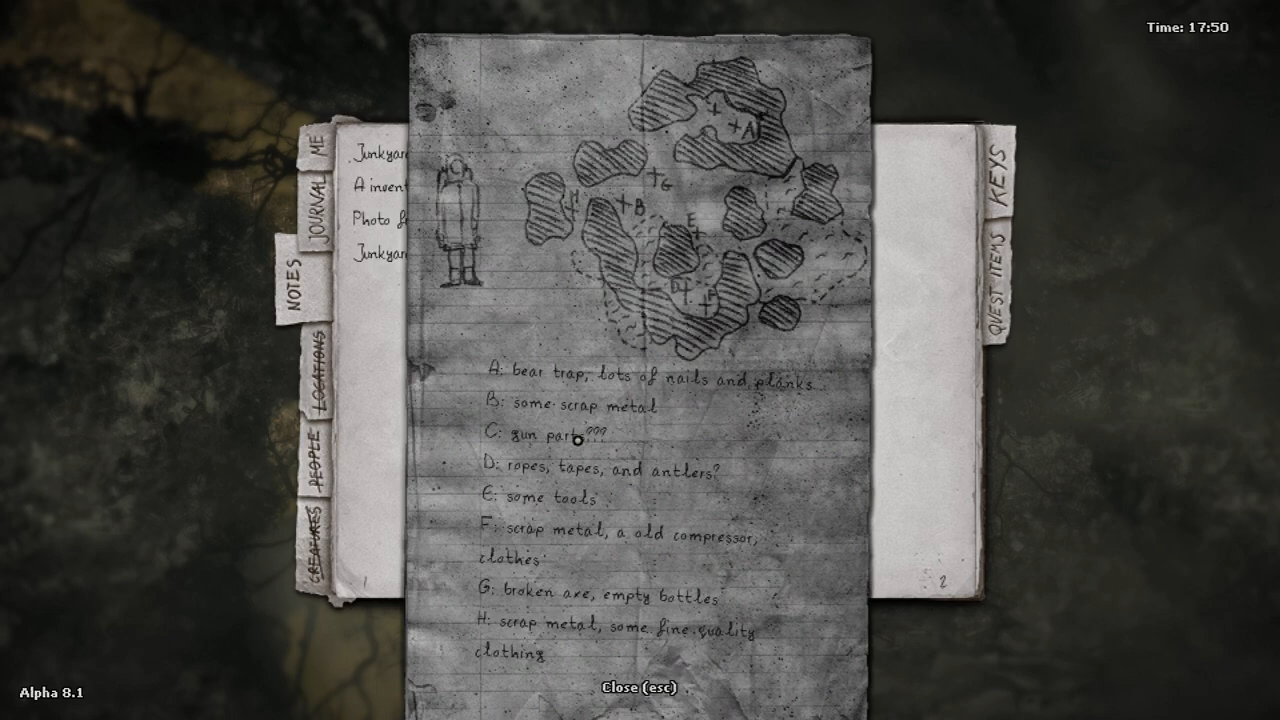 Time: 17:50
ME
JOURNAL
NOTES
LOCATIONS
PEOPLE
CREATURES
KEYS
QUEST ITEMS
Junkyar
A invent
Photo f
Junkyar
A
G
H
B
E
D
F
A: bear trap, lots of nails and planks...
B: some scrap metal
C: gun parts???
D: ropes, tapes, and antlers?
E: some tools
F: scrap metal, a old compressor,
clothes
G: broken axe, empty bottles
H: scrap metal, some fine quality
clothing
1
2
Alpha 8.1
Close (esc)